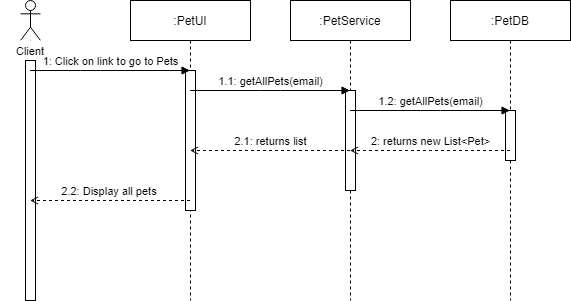 :PetUI
:PetService
:PetDB
Client
1: Click on link to go to Pets
1.1: getAllPets(email)
1.2: getAllPets(email)
2.1: returns list
2: returns new List<Pet>
2.2: Display all pets